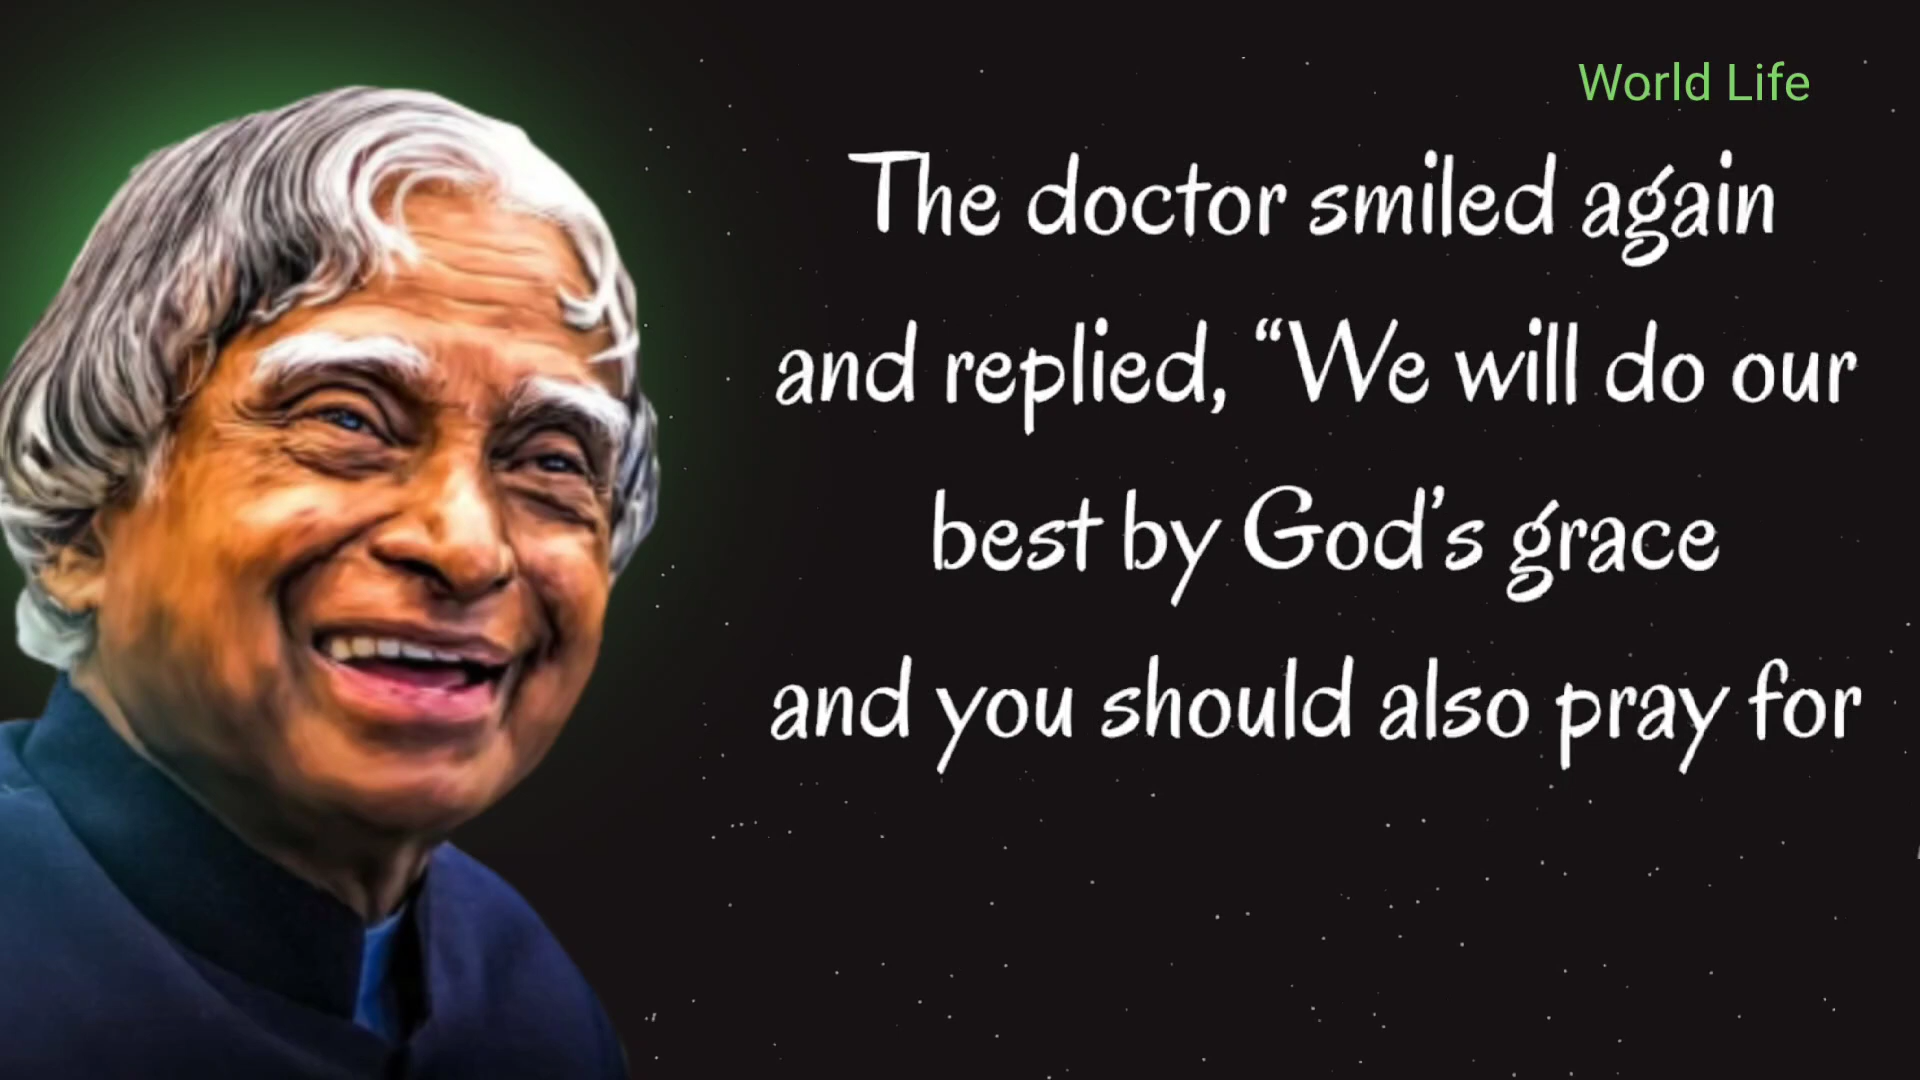 World Life
The doctor smiled again
and replied, “We will do our
best by God’s grace
and you should also pray for